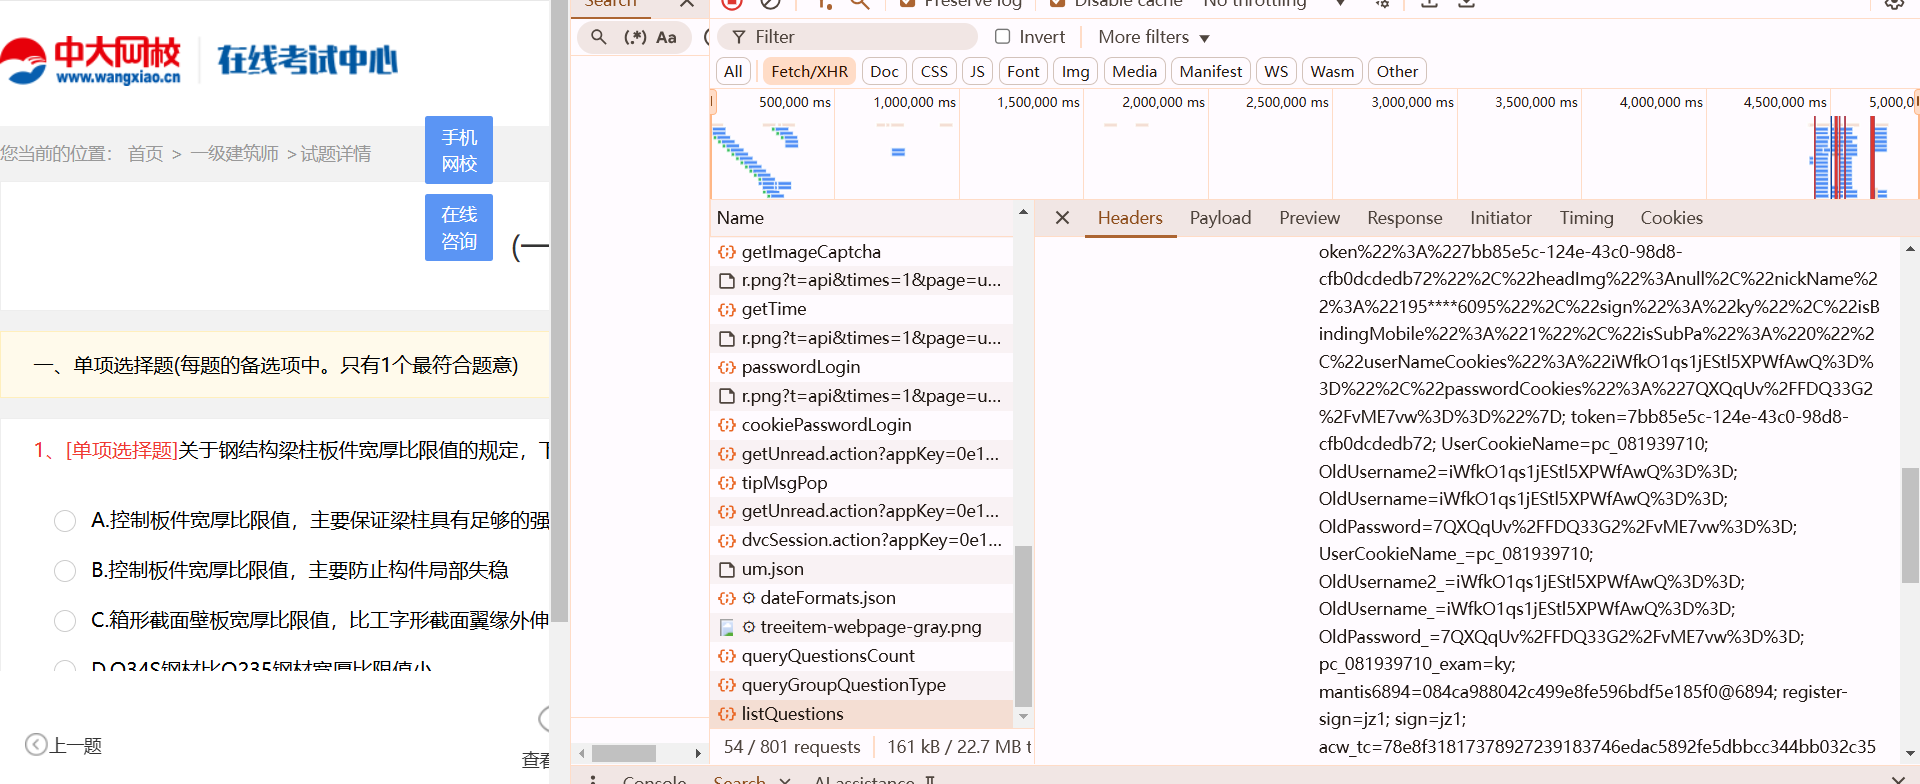 中大网校
www.wangxiao.cn
在线考试中心
手机
网校
您当前的位置： 首页 > 一级建筑师 > 试题详情
在线
咨询
(一
一、单项选择题(每题的备选项中。只有1个最符合题意)
1、[单项选择题]关于钢结构梁柱板件宽厚比限值的规定，下
A.控制板件宽厚比限值，主要保证梁柱具有足够的强
B.控制板件宽厚比限值，主要防止构件局部失稳
C.箱形截面壁板宽厚比限值，比工字形截面翼缘外伸
D.Q345钢材比Q235钢材宽厚比限值小
上一题
查看
Search
(.*) Aa
Preserve log Disable cache No throttling
Filter Invert More filters
All Fetch/XHR Doc CSS JS Font Img Media Manifest WS Wasm Other
500,000 ms 1,000,000 ms 1,500,000 ms 2,000,000 ms 2,500,000 ms 3,000,000 ms 3,500,000 ms 4,000,000 ms 4,500,000 ms 5,000,0
Name
getImageCaptcha
r.png?t=api&times=1&page=u...
getTime
r.png?t=api&times=1&page=u...
passwordLogin
r.png?t=api&times=1&page=u...
cookiePasswordLogin
getUnread.action?appKey=0e1...
tipMsgPop
getUnread.action?appKey=0e1...
dvcSession.action?appKey=0e1...
um.json
dateFormats.json
treeitem-webpage-gray.png
queryQuestionsCount
queryGroupQuestionType
listQuestions
54 / 801 requests 161 kB / 22.7 MB t
Headers Payload Preview Response Initiator Timing Cookies
oken%22%3A%227bb85e5c-124e-43c0-98d8-
cfb0dcdedb72%22%2C%22headImg%22%3Anull%2C%22nickName%2
2%3A%22195****6095%22%2C%22sign%22%3A%22ky%22%2C%22isB
indingMobile%22%3A%221%22%2C%22isSubPa%22%3A%220%22%2
C%22userNameCookies%22%3A%22iWfkO1qs1jEStl5XPWfAwQ%3D%
3D%22%2C%22passwordCookies%22%3A%227QXQqUv%2FFDQ33G2
%2FvME7vw%3D%3D%22%7D; token=7bb85e5c-124e-43c0-98d8-
cfb0dcdedb72; UserCookieName=pc_081939710;
OldUsername2=iWfkO1qs1jEStl5XPWfAwQ%3D%3D;
OldUsername=iWfkO1qs1jEStl5XPWfAwQ%3D%3D;
OldPassword=7QXQqUv%2FFDQ33G2%2FvME7vw%3D%3D;
UserCookieName_=pc_081939710;
OldUsername2_=iWfkO1qs1jEStl5XPWfAwQ%3D%3D;
OldUsername_=iWfkO1qs1jEStl5XPWfAwQ%3D%3D;
OldPassword_=7QXQqUv%2FFDQ33G2%2FvME7vw%3D%3D;
pc_081939710_exam=ky;
mantis6894=084ca988042c499e8fe596bdf5e185f0@6894; register-
sign=jz1; sign=jz1;
acw_tc=78e8f31817378927239183746edac5892fe5dbbcc344bb032c35
Console Search AI assistance